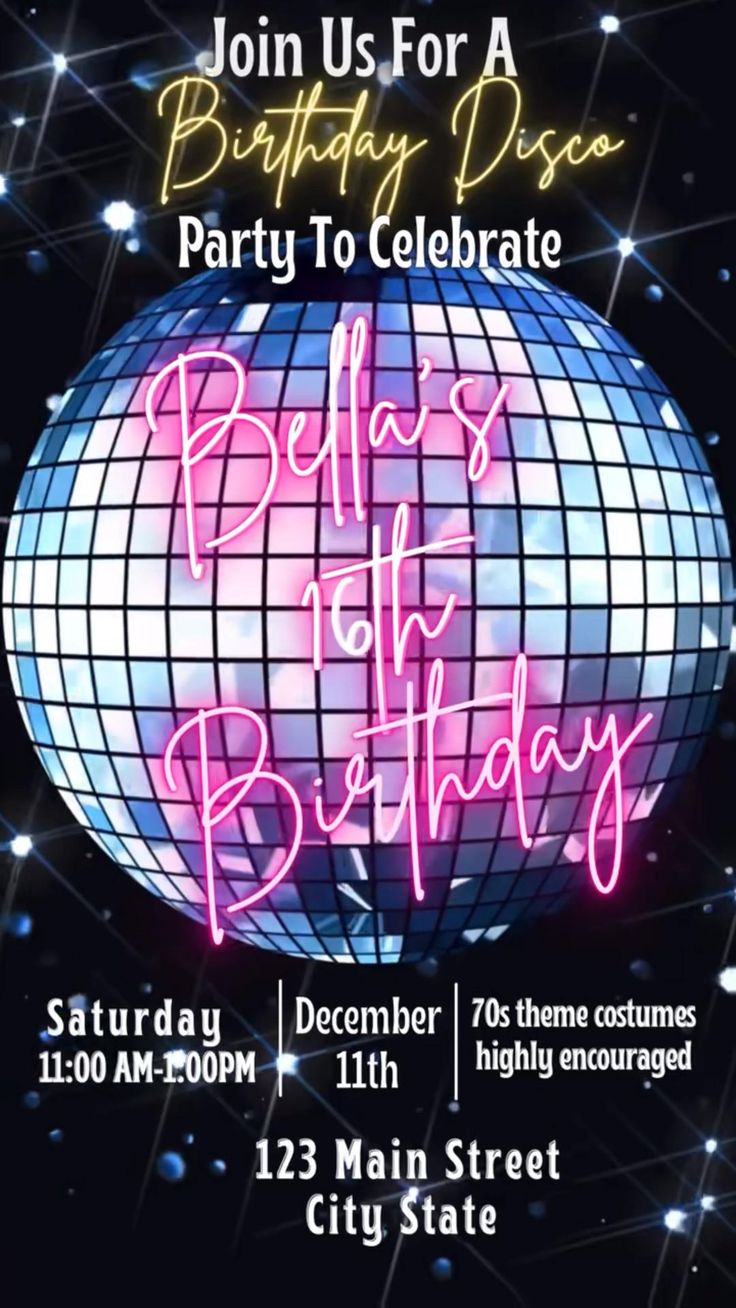 Join Us For A
Birthday Disco
Party To Celebrate
Bella's
16th
Birthday
Saturday
11:00 AM-1:00PM
December
11th
70s theme costumes
highly encouraged
123 Main Street
City State